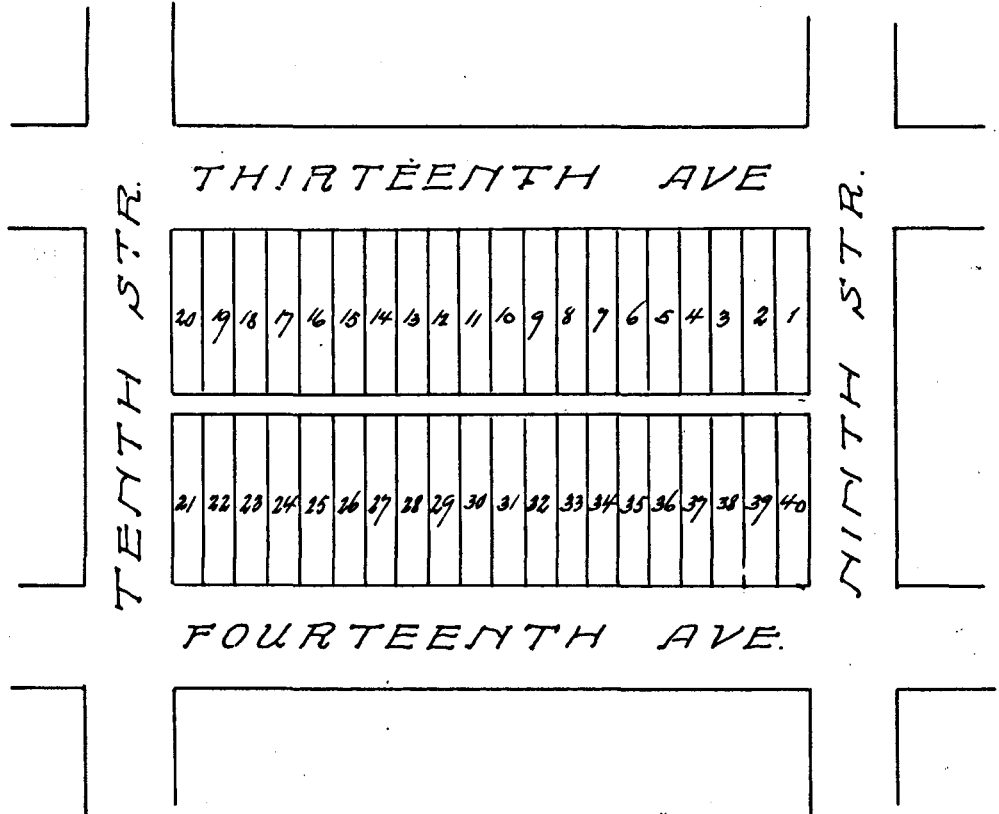 THIRTEENTH AVE
TENTH STR.
NINTH STR.
20 19 18 17 16 15 14 13 12 11 10 9 8 7 6 5 4 3 2 1
21 22 23 24 25 26 27 28 29 30 31 32 33 34 35 36 37 38 39 40
FOURTEENTH AVE.